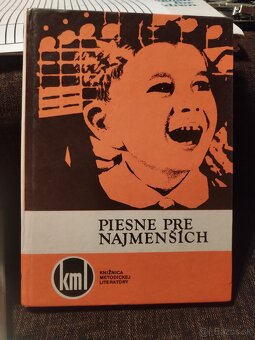 PIESNE PRE
NAJMENŠÍCH
kml
KNIŽNICA
METODICKEJ
LITERATÚRY